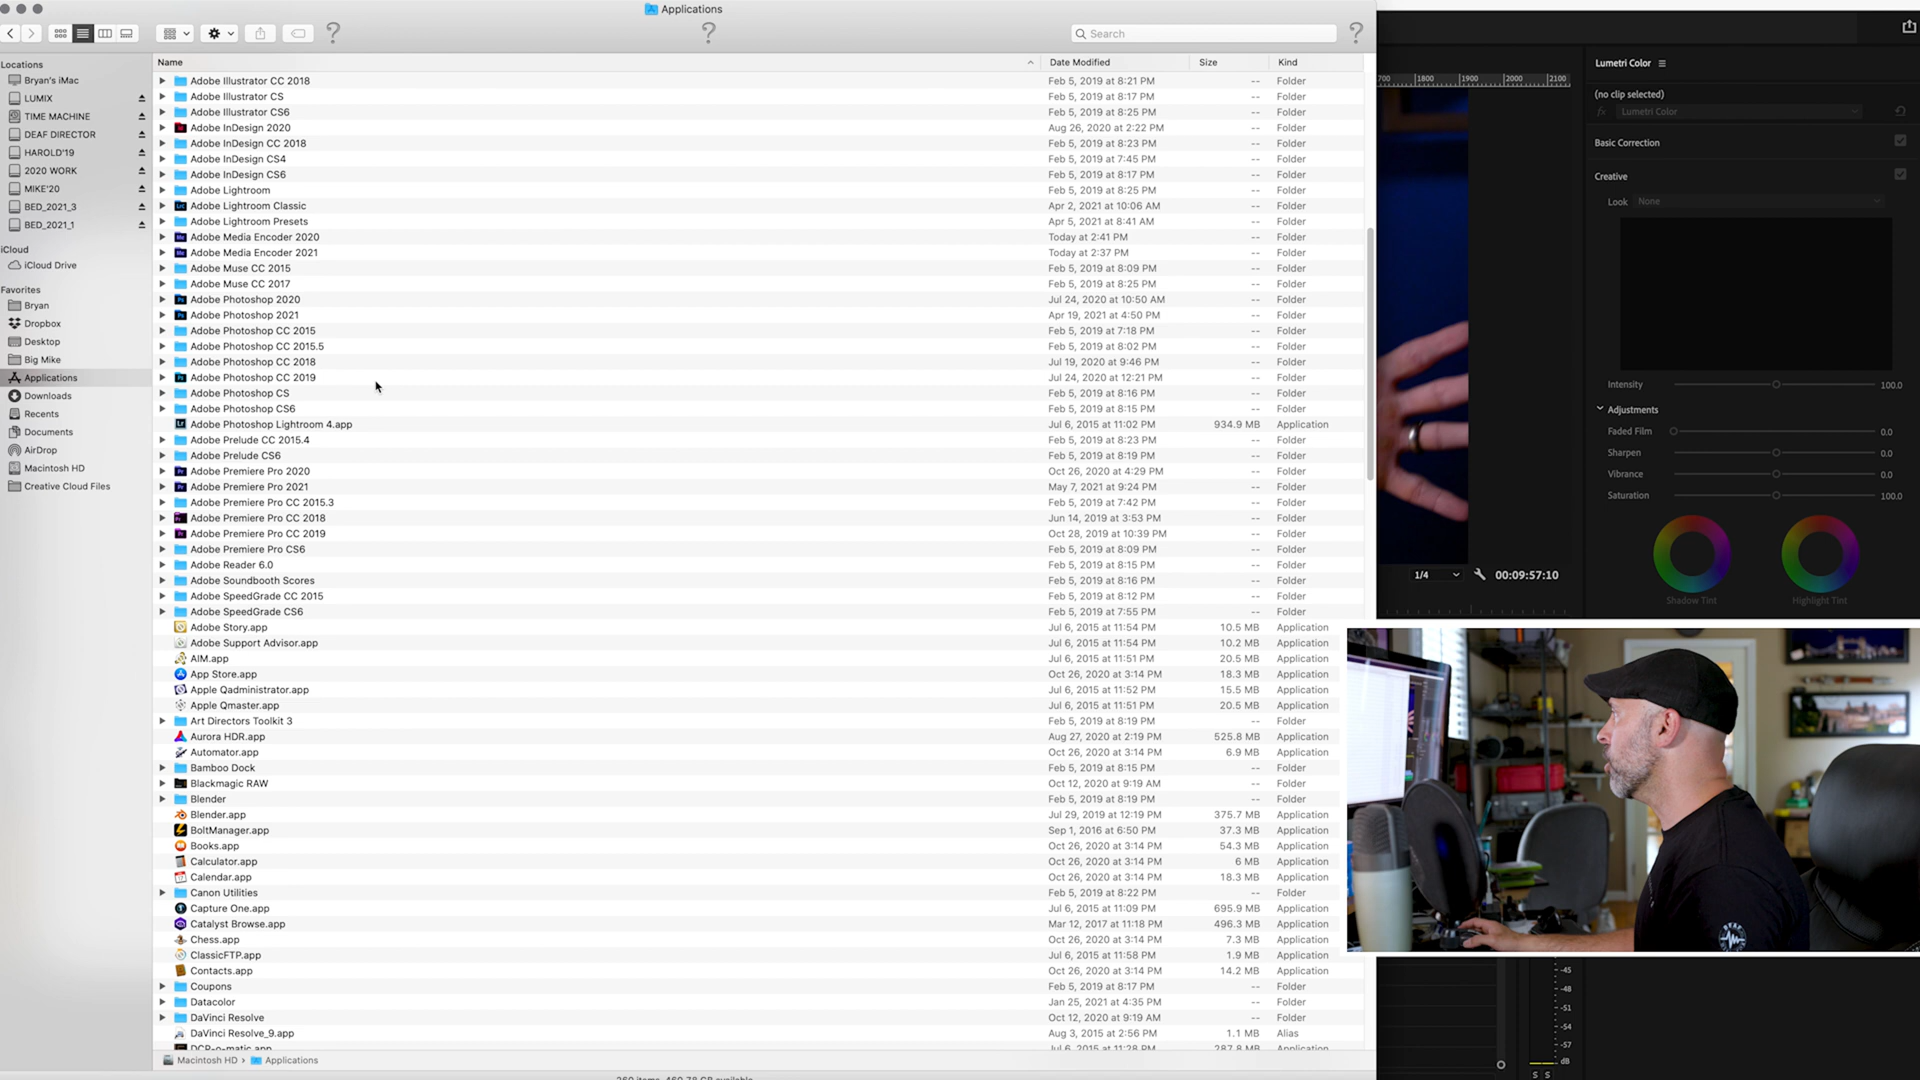 Applications
Search
Name Date Modified Size Kind
Locations
Bryan's iMac
LUMIX
TIME MACHINE
DEAF DIRECTOR
HAROLD'19
2020 WORK
MIKE'20
BED_2021_3
BED_2021_1
iCloud
iCloud Drive
Favorites
Bryan
Dropbox
Desktop
Big Mike
Applications
Downloads
Recents
Documents
AirDrop
Macintosh HD
Creative Cloud Files
Adobe Illustrator CC 2018 Feb 5, 2019 at 8:21 PM -- Folder
Adobe Illustrator CS Feb 5, 2019 at 8:17 PM -- Folder
Adobe Illustrator CS6 Feb 5, 2019 at 8:25 PM -- Folder
Adobe InDesign 2020 Aug 26, 2020 at 2:22 PM -- Folder
Adobe InDesign CC 2018 Feb 5, 2019 at 8:23 PM -- Folder
Adobe InDesign CS4 Feb 5, 2019 at 7:45 PM -- Folder
Adobe InDesign CS6 Feb 5, 2019 at 8:17 PM -- Folder
Adobe Lightroom Feb 5, 2019 at 8:25 PM -- Folder
Adobe Lightroom Classic Apr 2, 2021 at 10:06 AM -- Folder
Adobe Lightroom Presets Apr 5, 2021 at 8:41 AM -- Folder
Adobe Media Encoder 2020 Today at 2:41 PM -- Folder
Adobe Media Encoder 2021 Today at 2:37 PM -- Folder
Adobe Muse CC 2015 Feb 5, 2019 at 8:09 PM -- Folder
Adobe Muse CC 2017 Feb 5, 2019 at 8:25 PM -- Folder
Adobe Photoshop 2020 Jul 24, 2020 at 10:50 AM -- Folder
Adobe Photoshop 2021 Apr 19, 2021 at 4:50 PM -- Folder
Adobe Photoshop CC 2015 Feb 5, 2019 at 7:18 PM -- Folder
Adobe Photoshop CC 2015.5 Feb 5, 2019 at 8:02 PM -- Folder
Adobe Photoshop CC 2018 Jul 19, 2020 at 9:46 PM -- Folder
Adobe Photoshop CC 2019 Jul 24, 2020 at 12:21 PM -- Folder
Adobe Photoshop CS Feb 5, 2019 at 8:16 PM -- Folder
Adobe Photoshop CS6 Feb 5, 2019 at 8:15 PM -- Folder
Adobe Photoshop Lightroom 4.app Jul 6, 2015 at 11:02 PM 934.9 MB Application
Adobe Prelude CC 2015.4 Feb 5, 2019 at 8:23 PM -- Folder
Adobe Prelude CS6 Feb 5, 2019 at 8:19 PM -- Folder
Adobe Premiere Pro 2020 Oct 26, 2020 at 4:29 PM -- Folder
Adobe Premiere Pro 2021 May 7, 2021 at 9:24 PM -- Folder
Adobe Premiere Pro CC 2015.3 Feb 5, 2019 at 7:42 PM -- Folder
Adobe Premiere Pro CC 2018 Jun 14, 2019 at 3:53 PM -- Folder
Adobe Premiere Pro CC 2019 Oct 28, 2019 at 10:39 PM -- Folder
Adobe Premiere Pro CS6 Feb 5, 2019 at 8:09 PM -- Folder
Adobe Reader 6.0 Feb 5, 2019 at 8:15 PM -- Folder
Adobe Soundbooth Scores Feb 5, 2019 at 8:16 PM -- Folder
Adobe SpeedGrade CC 2015 Feb 5, 2019 at 8:12 PM -- Folder
Adobe SpeedGrade CS6 Feb 5, 2019 at 7:55 PM -- Folder
Adobe Story.app Jul 6, 2015 at 11:54 PM 10.5 MB Application
Adobe Support Advisor.app Jul 6, 2015 at 11:54 PM 10.2 MB Application
AIM.app Jul 6, 2015 at 11:51 PM 20.5 MB Application
App Store.app Oct 26, 2020 at 3:14 PM 18.3 MB Application
Apple Qadministrator.app Jul 6, 2015 at 11:52 PM 15.5 MB Application
Apple Qmaster.app Jul 6, 2015 at 11:51 PM 20.5 MB Application
Art Directors Toolkit 3 Feb 5, 2019 at 8:19 PM -- Folder
Aurora HDR.app Aug 27, 2020 at 2:19 PM 525.8 MB Application
Automator.app Oct 26, 2020 at 3:14 PM 6.9 MB Application
Bamboo Dock Feb 5, 2019 at 8:15 PM -- Folder
Blackmagic RAW Oct 12, 2020 at 9:19 AM -- Folder
Blender Feb 5, 2019 at 8:19 PM -- Folder
Blender.app Jul 29, 2019 at 12:19 PM 375.7 MB Application
BoltManager.app Sep 1, 2016 at 6:50 PM 37.3 MB Application
Books.app Oct 26, 2020 at 3:14 PM 54.3 MB Application
Calculator.app Oct 26, 2020 at 3:14 PM 6 MB Application
Calendar.app Oct 26, 2020 at 3:14 PM 18.3 MB Application
Canon Utilities Feb 5, 2019 at 8:22 PM -- Folder
Capture One.app Jul 6, 2015 at 11:09 PM 695.9 MB Application
Catalyst Browse.app Mar 12, 2017 at 11:18 PM 496.3 MB Application
Chess.app Oct 26, 2020 at 3:14 PM 7.3 MB Application
ClassicFTP.app Jul 6, 2015 at 11:58 PM 1.9 MB Application
Contacts.app Oct 26, 2020 at 3:14 PM 14.2 MB Application
Coupons Feb 5, 2019 at 8:17 PM -- Folder
Datacolor Jan 25, 2021 at 4:35 PM -- Folder
DaVinci Resolve Oct 12, 2020 at 9:19 AM -- Folder
DaVinci Resolve_9.app Aug 3, 2015 at 2:56 PM 1.1 MB Alias
DCP-o-matic.app Jul 6, 2015 at 11:28 PM 287.8 MB Application
Macintosh HD › Applications
1800 1900 2000 2100
1/4 00:09:57:10
Lumetri Color
(no clip selected)
fx Lumetri Color
Basic Correction
Creative
Look None
Intensity 100.0
Adjustments
Faded Film 0.0
Sharpen 0.0
Vibrance 0.0
Saturation 100.0
Shadow Tint Highlight Tint
-45
-48
-51
-54
-57
dB
S S